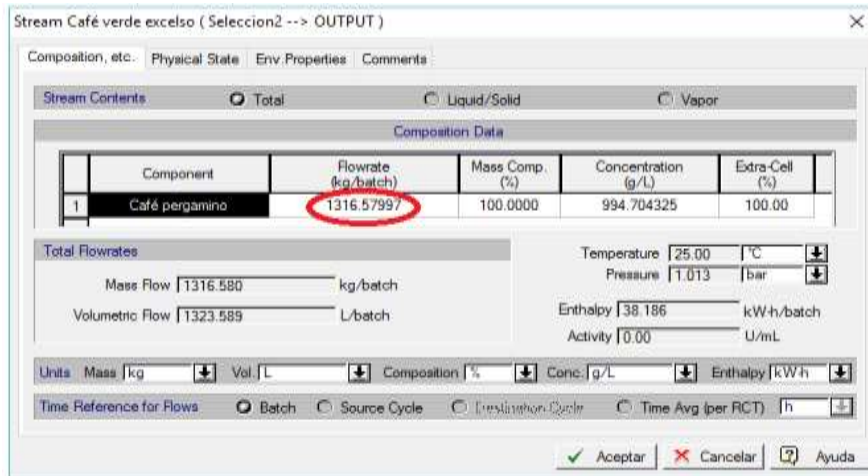 Stream Café verde excelso ( Seleccion2 --> OUTPUT )
Composition, etc. Physical State Env.Properties Comments
Stream Contents Total Liquid/Solid Vapor
Composition Data
Component Flowrate (kg/batch) Mass Comp. (%) Concentration (g/L) Extra-Cell (%)
1 Café pergamino 1316.57997 100.0000 994.704325 100.00
Total Flowrates
Mass Flow 1316.580 kg/batch
Volumetric Flow 1323.589 L/batch
Temperature 25.00 °C
Pressure 1.013 bar
Enthalpy 38.186 kW-h/batch
Activity 0.00 U/mL
Units Mass kg Vol. L Composition % Conc. g/L Enthalpy kW-h
Time Reference for Flows Batch Source Cycle Destination Cycle Time Avg (per RCT) h
Aceptar Cancelar Ayuda